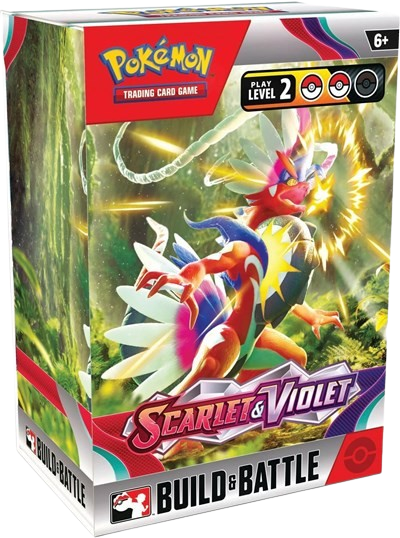 Pokémon
TRADING CARD GAME
6+
PLAY
LEVEL 2
SCARLET & VIOLET
BUILD & BATTLE